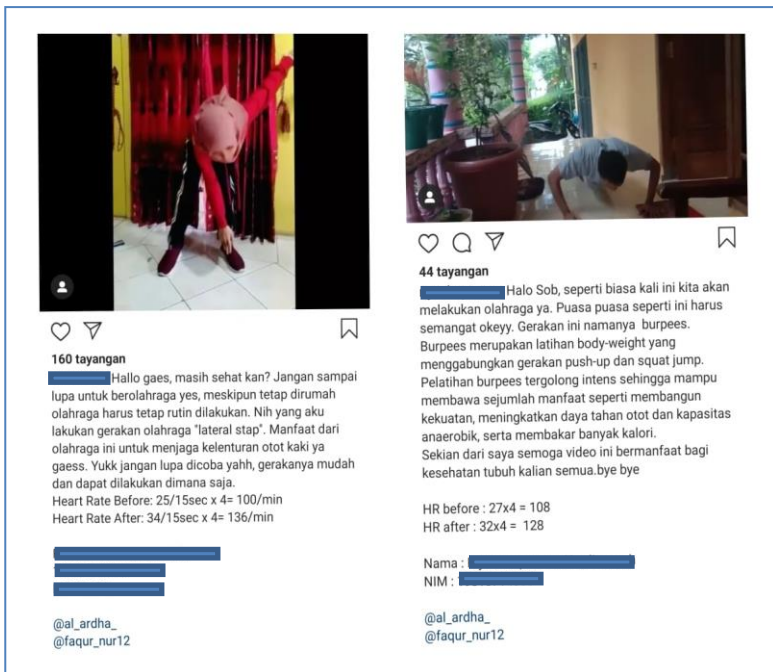 160 tayangan
Hallo gaes, masih sehat kan? Jangan sampai
lupa untuk berolahraga yes, meskipun tetap dirumah
olahraga harus tetap rutin dilakukan. Nih yang aku
lakukan gerakan olahraga "lateral stap". Manfaat dari
olahraga ini untuk menjaga kelenturan otot kaki ya
gaess. Yukk jangan lupa dicoba yahh, gerakanya mudah
dan dapat dilakukan dimana saja.
Heart Rate Before: 25/15sec x 4= 100/min
Heart Rate After: 34/15sec x 4= 136/min
@al_ardha_
@faqur_nur12
44 tayangan
Halo Sob, seperti biasa kali ini kita akan
melakukan olahraga ya. Puasa puasa seperti ini harus
semangat okeyy. Gerakan ini namanya burpees.
Burpees merupakan latihan body-weight yang
menggabungkan gerakan push-up dan squat jump.
Pelatihan burpees tergolong intens sehingga mampu
membawa sejumlah manfaat seperti membangun
kekuatan, meningkatkan daya tahan otot dan kapasitas
anaerobik, serta membakar banyak kalori.
Sekian dari saya semoga video ini bermanfaat bagi
kesehatan tubuh kalian semua.bye bye
HR before : 27x4 = 108
HR after : 32x4 = 128
Nama :
NIM :
@al_ardha_
@faqur_nur12